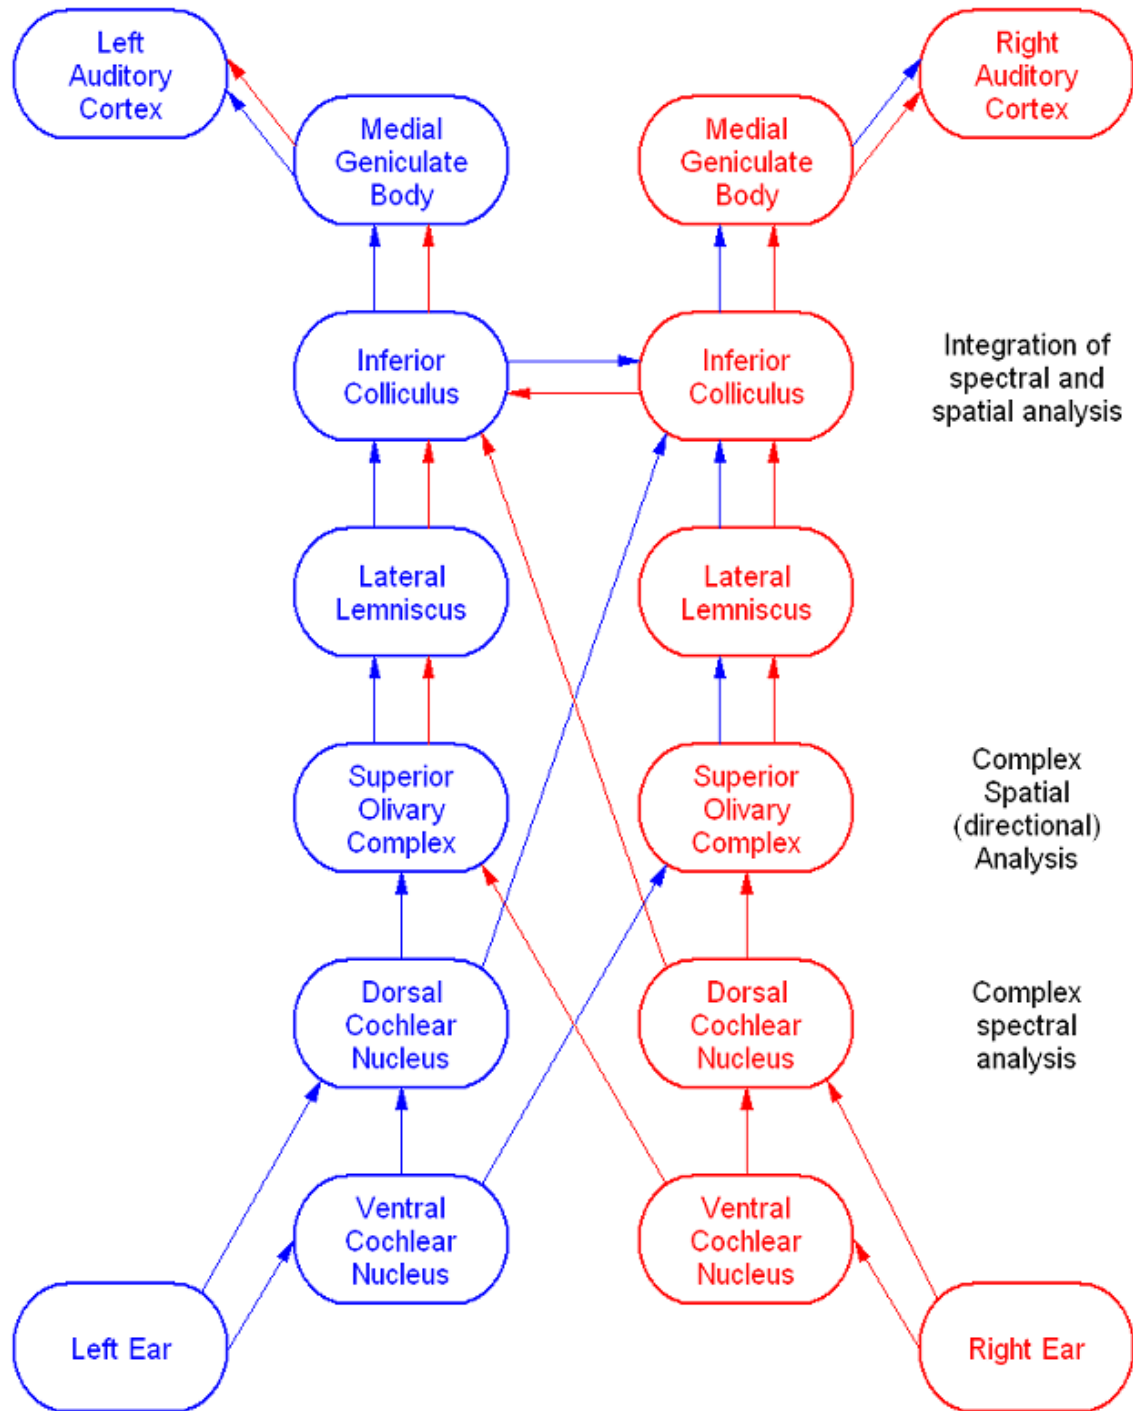 Left
Auditory
Cortex
Right
Auditory
Cortex
Medial
Geniculate
Body
Medial
Geniculate
Body
Inferior
Colliculus
Inferior
Colliculus
Integration of
spectral and
spatial analysis
Lateral
Lemniscus
Lateral
Lemniscus
Superior
Olivary
Complex
Superior
Olivary
Complex
Complex
Spatial
(directional)
Analysis
Dorsal
Cochlear
Nucleus
Dorsal
Cochlear
Nucleus
Complex
spectral
analysis
Ventral
Cochlear
Nucleus
Ventral
Cochlear
Nucleus
Left Ear
Right Ear